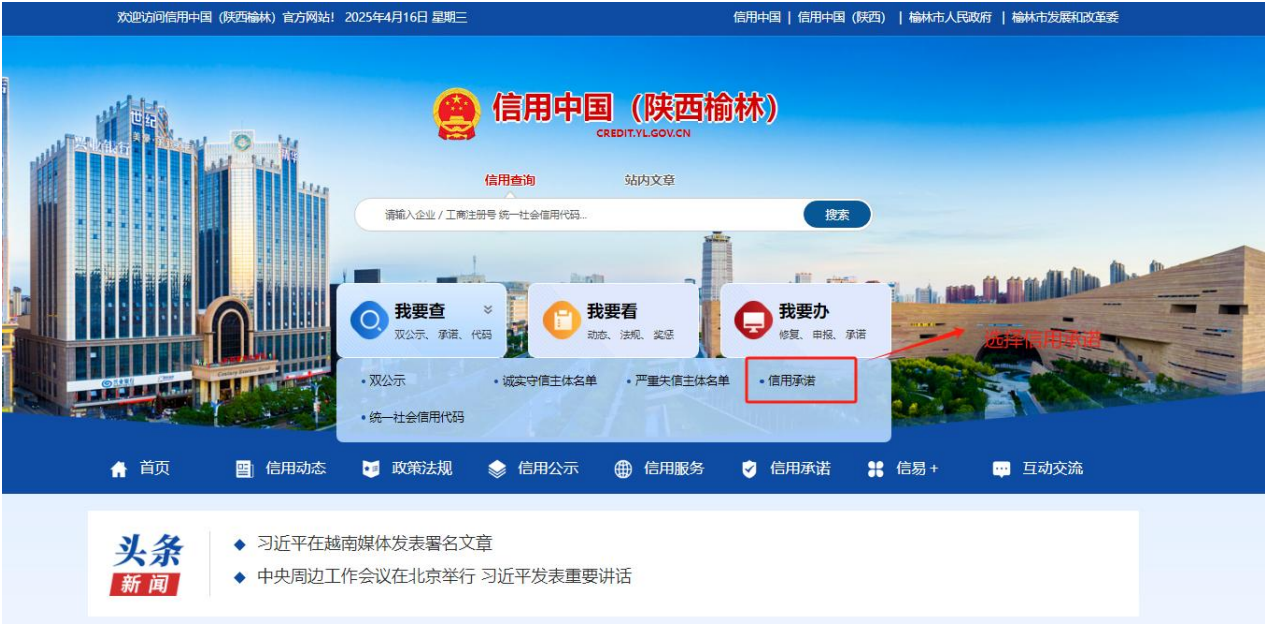 欢迎访问信用中国（陕西榆林）官方网站! 2025年4月16日 星期三
信用中国 | 信用中国（陕西） | 榆林市人民政府 | 榆林市发展和改革委
世纪
兴业银行
信用中国（陕西榆林）
CREDIT.YL.GOV.CN
信用查询 站内文章
请输入企业 / 工商注册号 统一社会信用代码... 搜索
我要查 我要看 我要办
双公示、承诺、代码 动态、法规、奖惩 修复、申报、承诺
选择信用承诺
• 双公示 • 诚实守信主体名单 • 严重失信主体名单 • 信用承诺
• 统一社会信用代码
首页 信用动态 政策法规 信用公示 信用服务 信用承诺 信易+ 互动交流
头条
新闻
◆ 习近平在越南媒体发表署名文章
◆ 中央周边工作会议在北京举行 习近平发表重要讲话